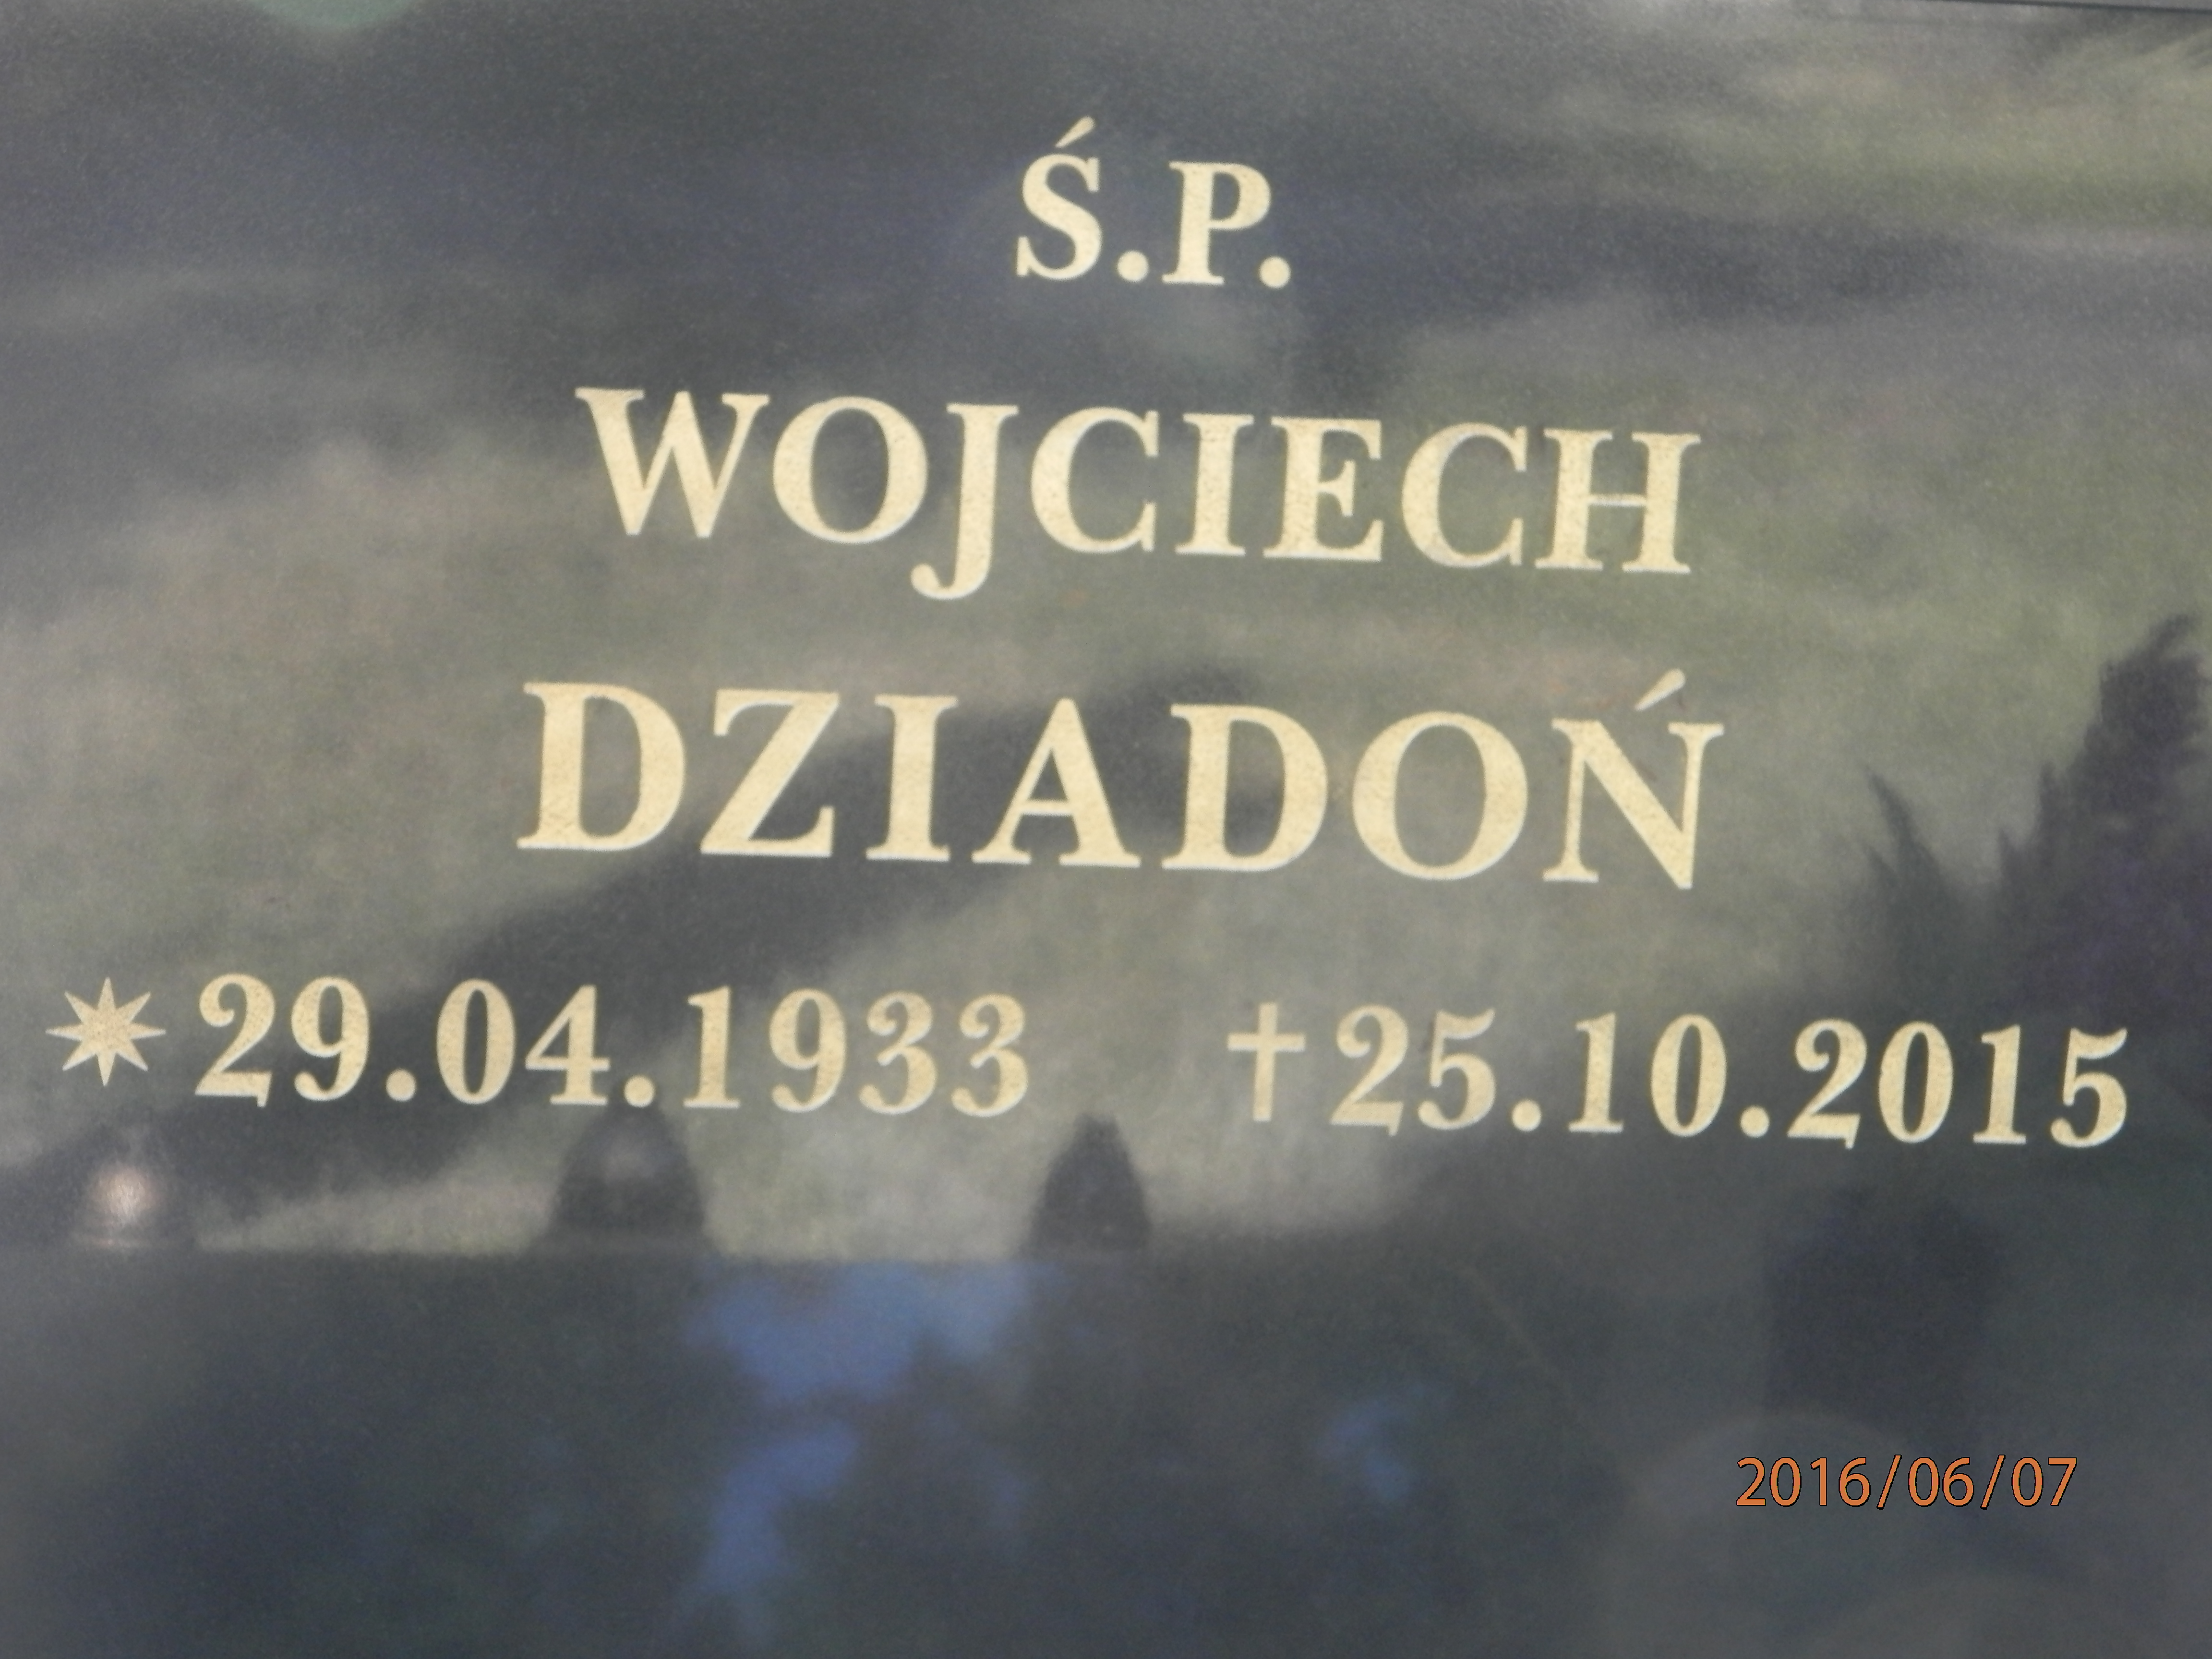 Ś.P.
WOJCIECH
DZIADOŃ
✴29.04.1933 ✝25.10.2015
2016/06/07